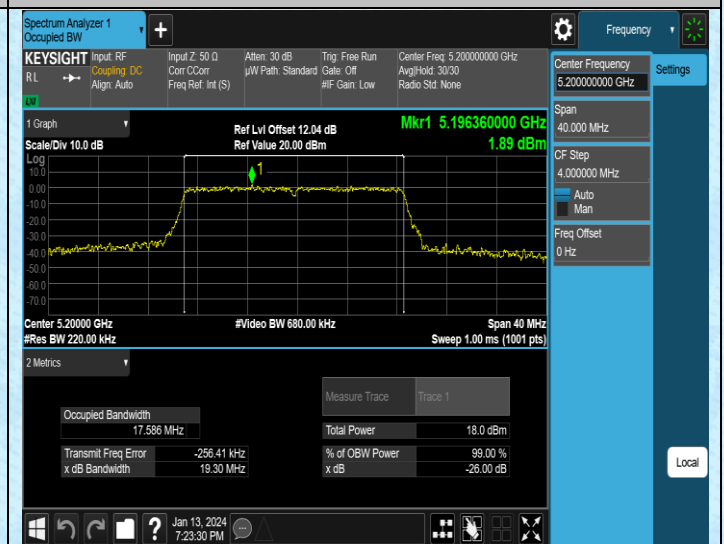 Spectrum Analyzer 1
Occupied BW
Frequency
KEYSIGHT
R L
LXI
Input: RF
Coupling: DC
Align: Auto
Input Z: 50 Ω
Corr CCorr
Freq Ref: Int (S)
Atten: 30 dB
µW Path: Standard
Trig: Free Run
Gate: Off
#IF Gain: Low
Center Freq: 5.200000000 GHz
Avg|Hold: 30/30
Radio Std: None
Center Frequency
5.200000000 GHz
Settings
Span
40.000 MHz
CF Step
4.000000 MHz
Auto
Man
Freq Offset
0 Hz
Local
1 Graph
Scale/Div 10.0 dB
Ref Lvl Offset 12.04 dB
Ref Value 20.00 dBm
Mkr1 5.196360000 GHz
1.89 dBm
Log
10.0
0.00
-10.0
-20.0
-30.0
-40.0
-50.0
-60.0
-70.0
1
Center 5.20000 GHz
#Res BW 220.00 kHz
#Video BW 680.00 kHz
Span 40 MHz
Sweep 1.00 ms (1001 pts)
2 Metrics
Measure Trace
Trace 1
Occupied Bandwidth
17.586 MHz
Total Power
18.0 dBm
Transmit Freq Error
-256.41 kHz
% of OBW Power
99.00 %
x dB Bandwidth
19.30 MHz
x dB
-26.00 dB
?
Jan 13, 2024
7:23:30 PM